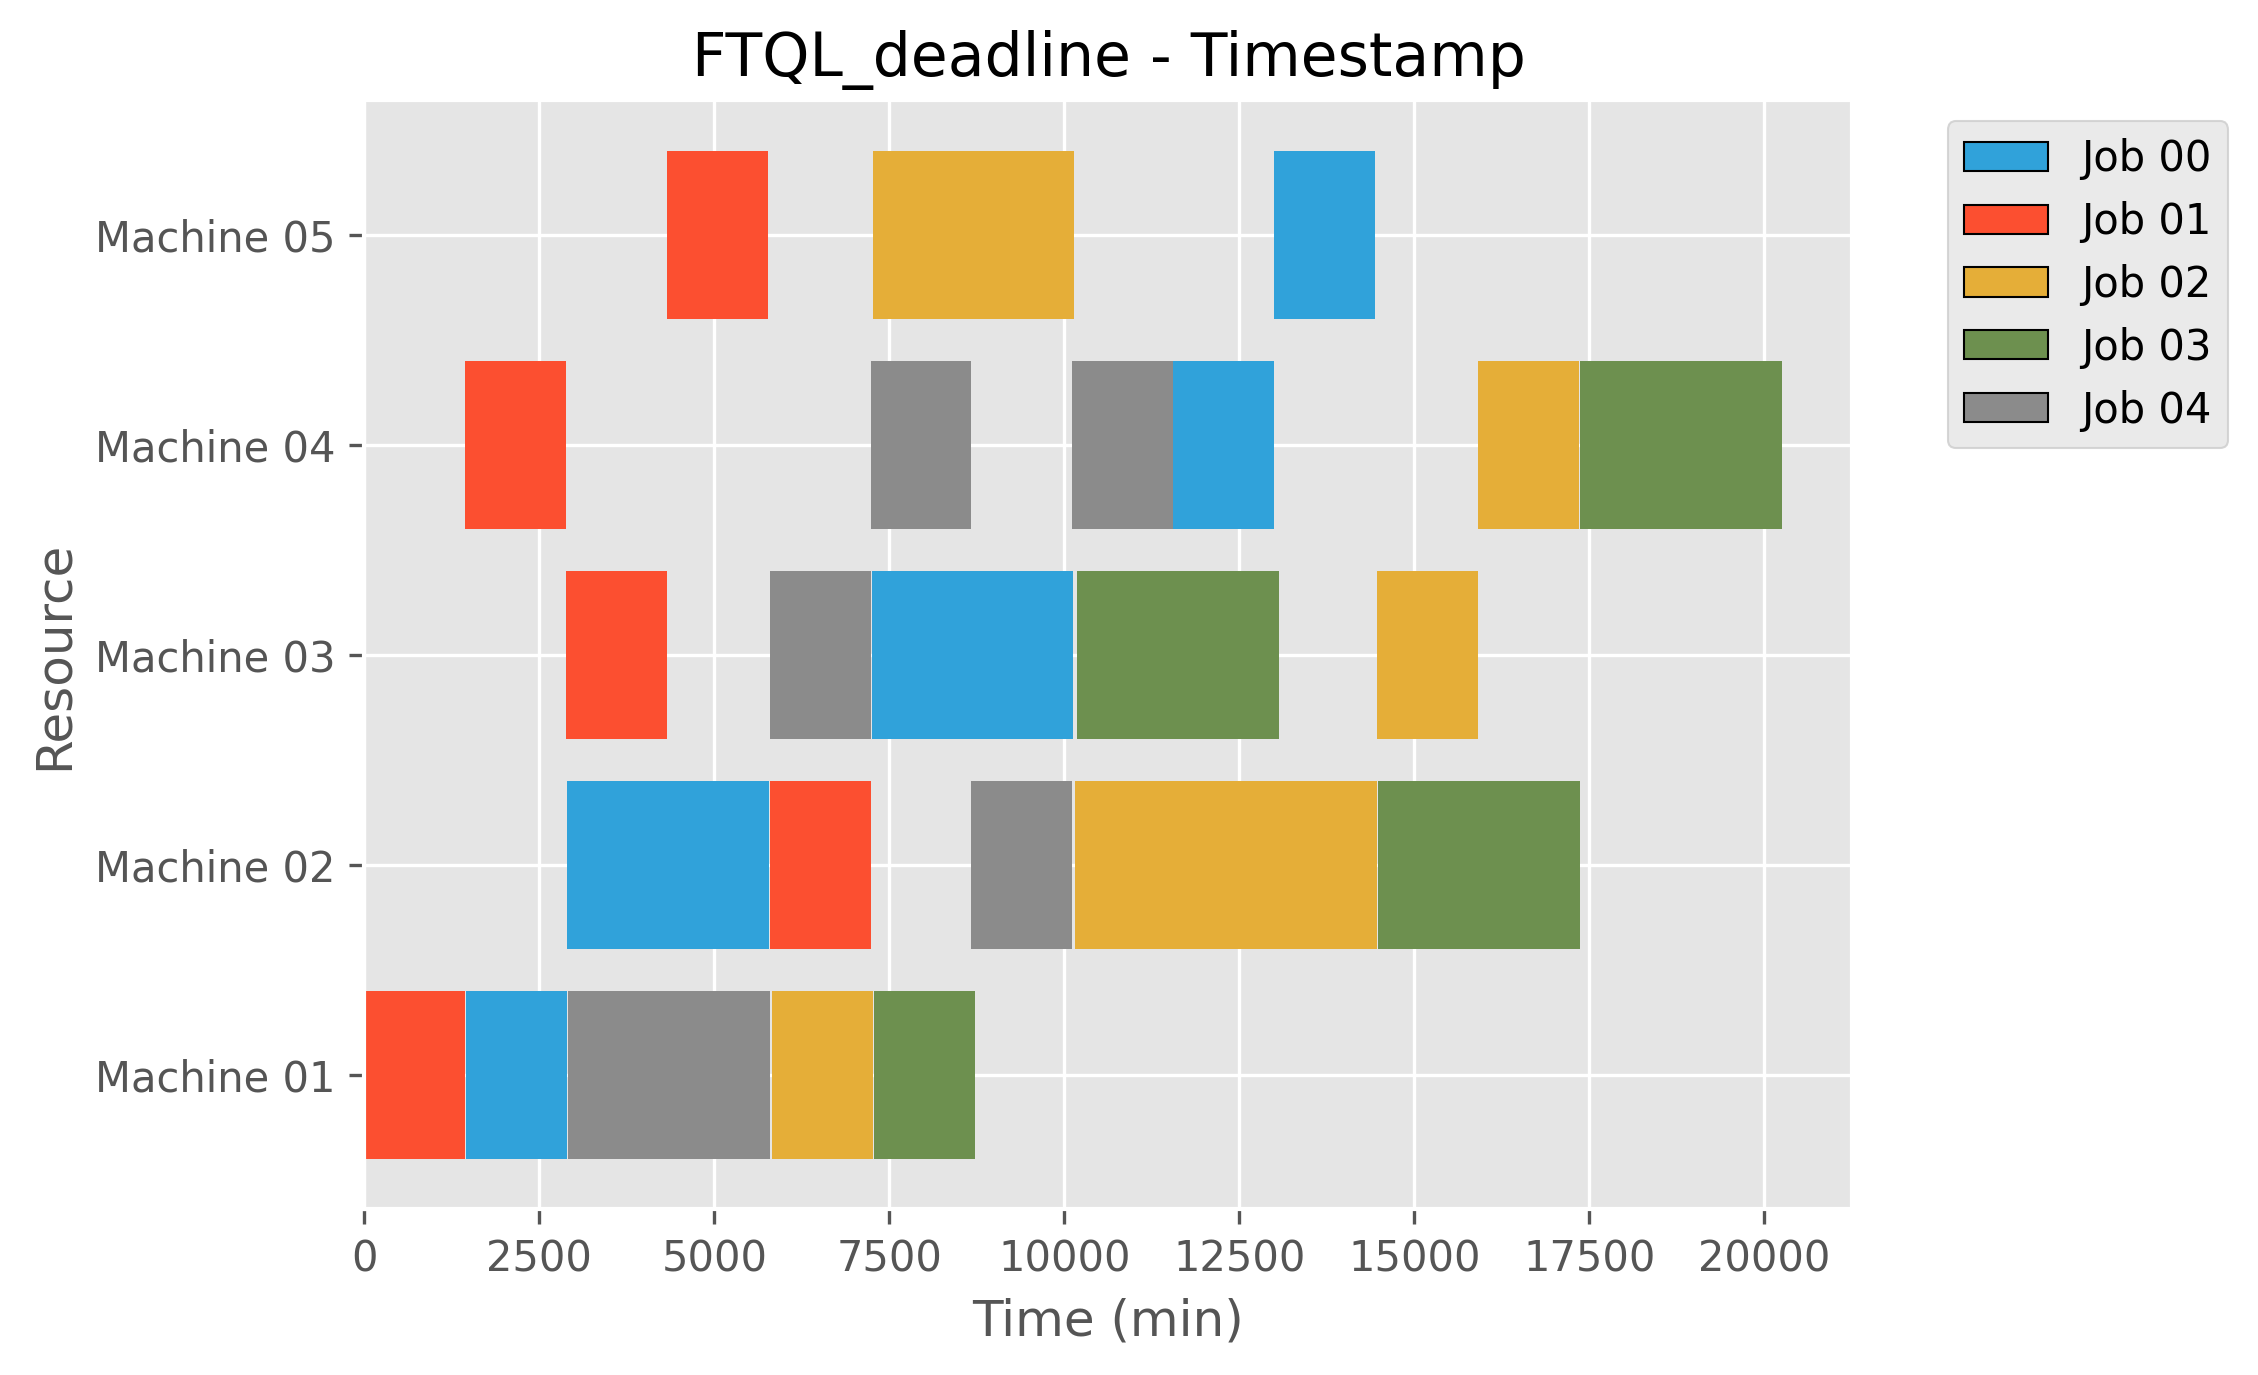 FTQL_deadline - Timestamp
Job 00
Job 01
Job 02
Job 03
Job 04
Resource
Machine 05
Machine 04
Machine 03
Machine 02
Machine 01
0 2500 5000 7500 10000 12500 15000 17500 20000
Time (min)